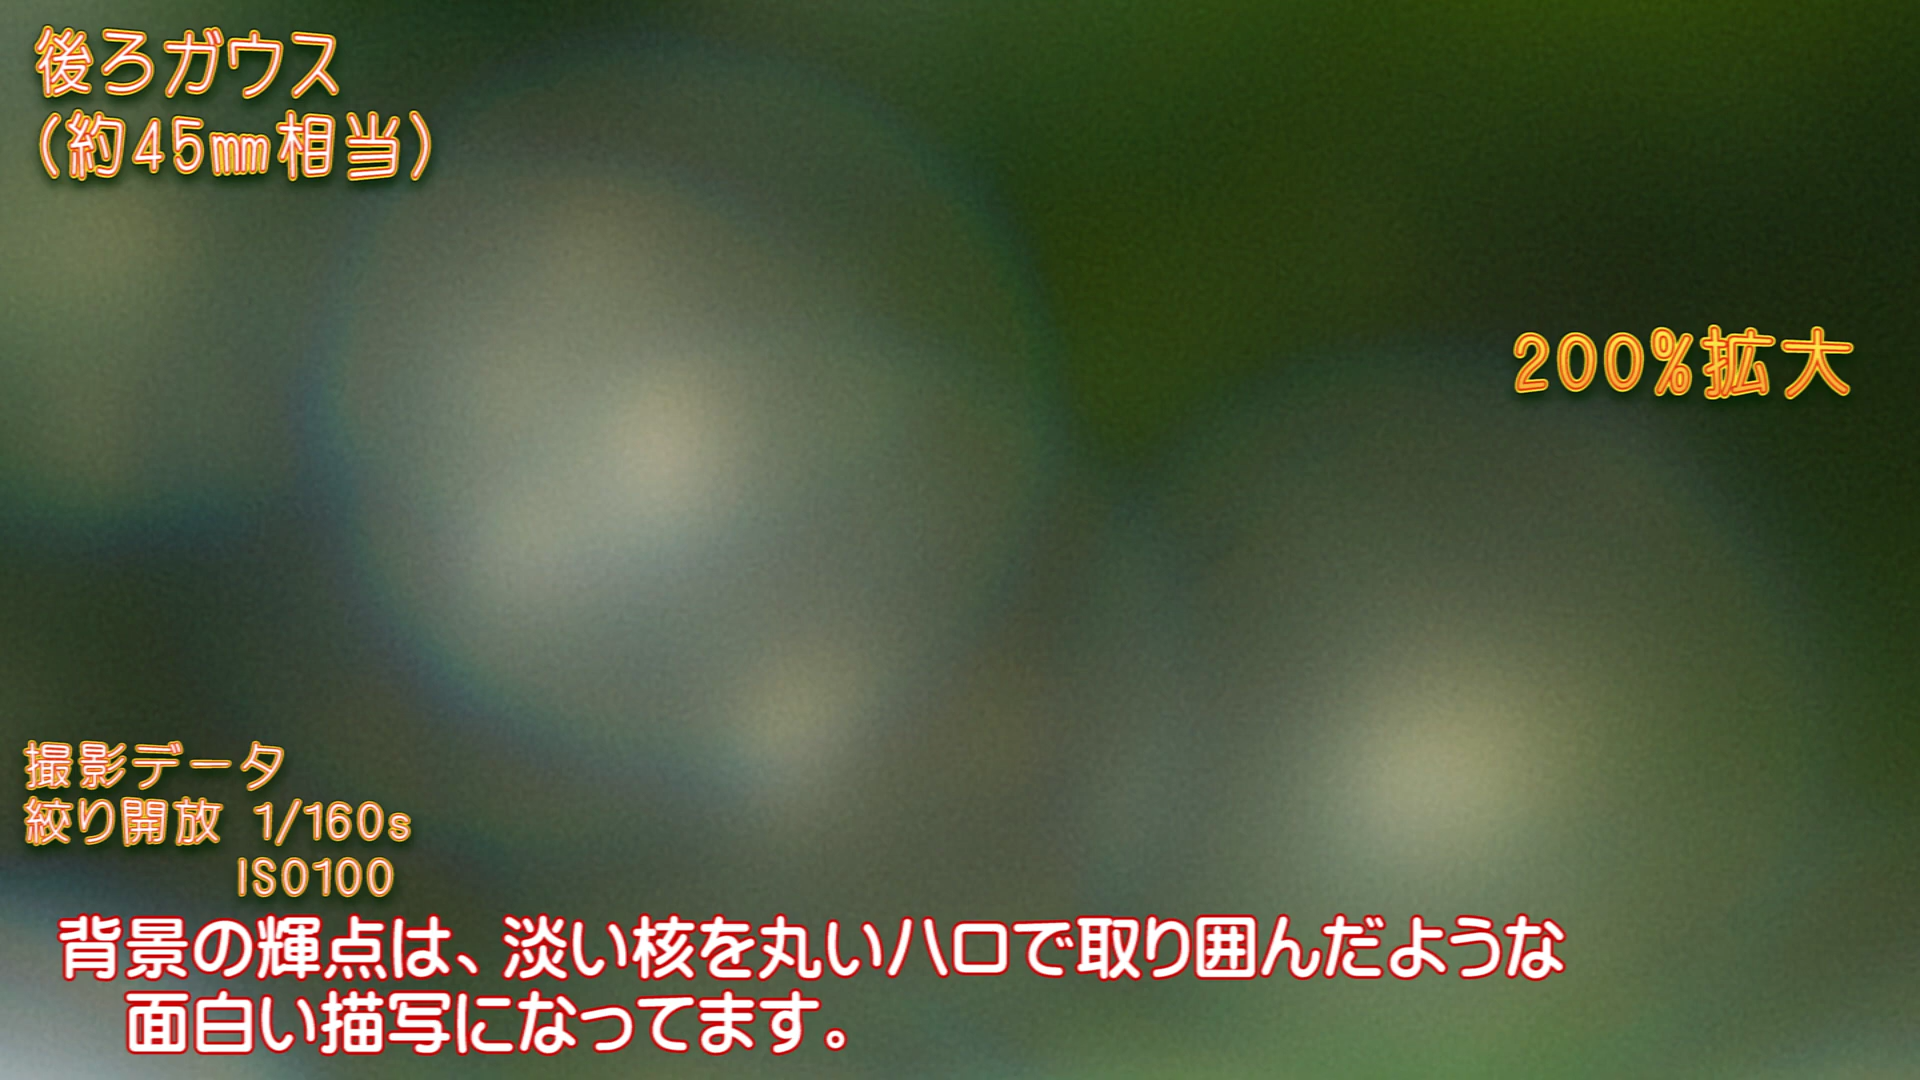 後ろガウス
(約45mm相当)
200%拡大
撮影データ
絞り開放 1/160s
ISO100
背景の輝点は、淡い核を丸いハロで取り囲んだような
面白い描写になってます。